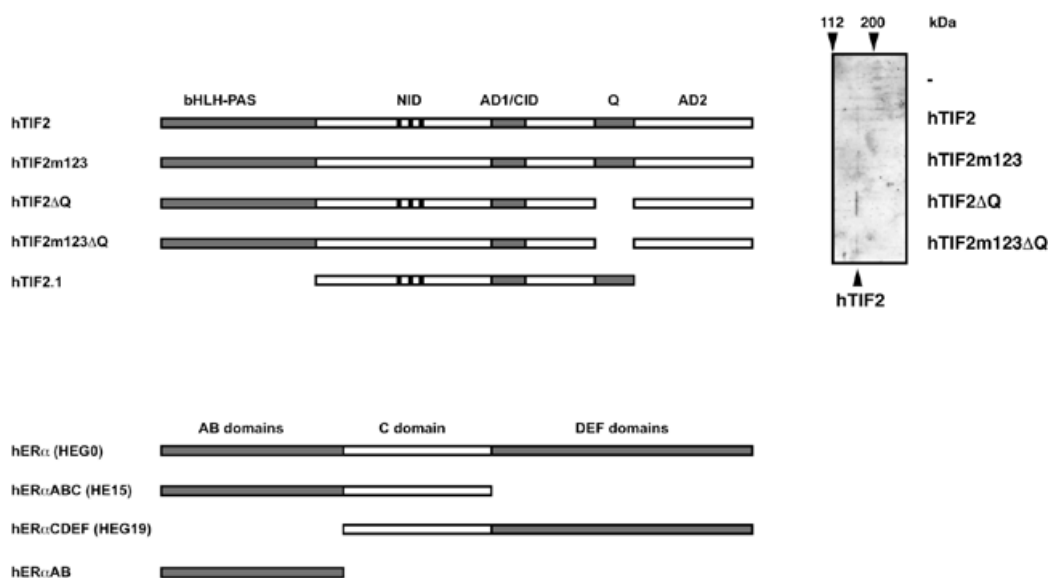 112 200 kDa
bHLH-PAS NID AD1/CID Q AD2
-
hTIF2 hTIF2
hTIF2m123 hTIF2m123
hTIF2ΔQ hTIF2ΔQ
hTIF2m123ΔQ hTIF2m123ΔQ
hTIF2.1
hTIF2
AB domains C domain DEF domains
hERα (HEG0)
hERαABC (HE15)
hERαCDEF (HEG19)
hERαAB